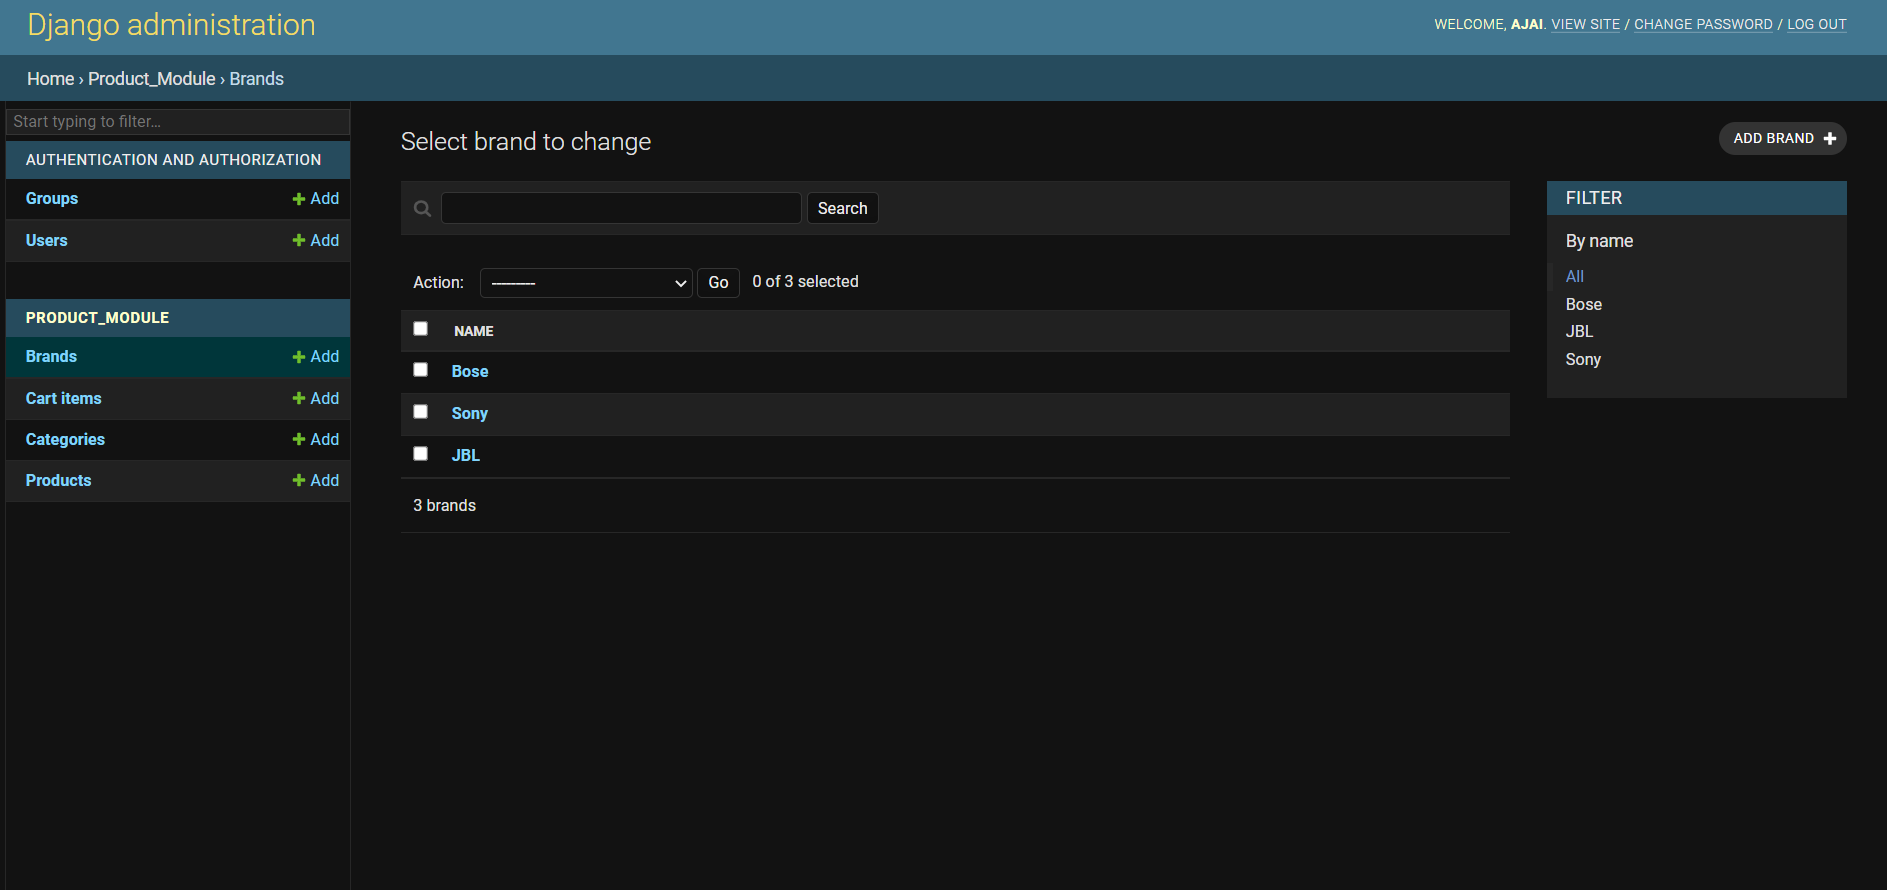 Django administration
WELCOME, AJAI. VIEW SITE / CHANGE PASSWORD / LOG OUT
Home › Product_Module › Brands
Start typing to filter...
AUTHENTICATION AND AUTHORIZATION
Groups + Add
Users + Add
PRODUCT_MODULE
Brands + Add
Cart items + Add
Categories + Add
Products + Add
Select brand to change
ADD BRAND +
Search
Action: --------- Go 0 of 3 selected
NAME
Bose
Sony
JBL
3 brands
FILTER
By name
All
Bose
JBL
Sony